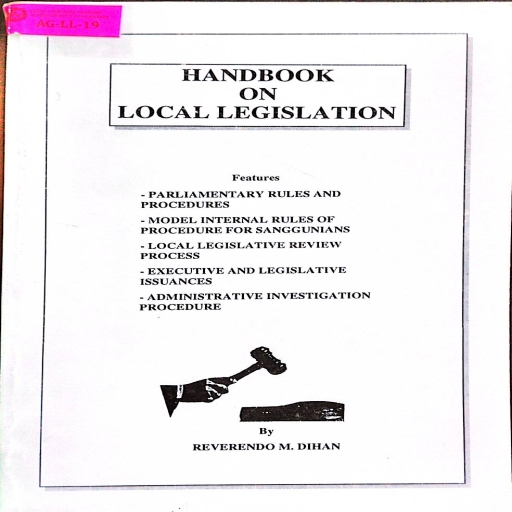 AG-LL-19
HANDBOOK
ON
LOCAL LEGISLATION
Features
- PARLIAMENTARY RULES AND
PROCEDURES
- MODEL INTERNAL RULES OF
PROCEDURE FOR SANGGUNIANS
- LOCAL LEGISLATIVE REVIEW
PROCESS
- EXECUTIVE AND LEGISLATIVE
ISSUANCES
- ADMINISTRATIVE INVESTIGATION
PROCEDURE
By
REVERENDO M. DIHAN